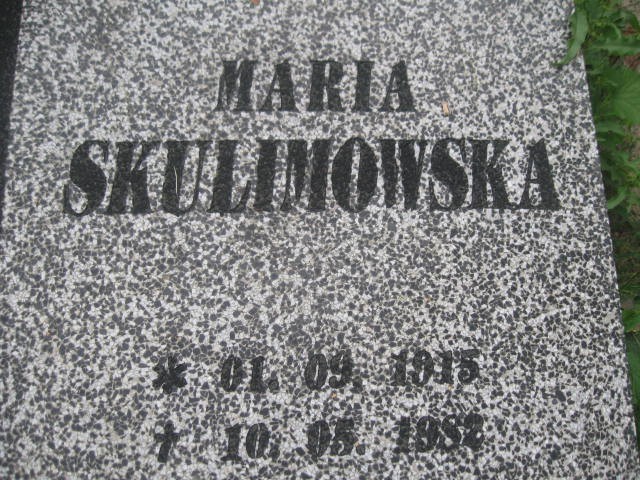 MARIA
SKULIMOWSKA
* 01. 09. 1915
† 10. 05. 1982